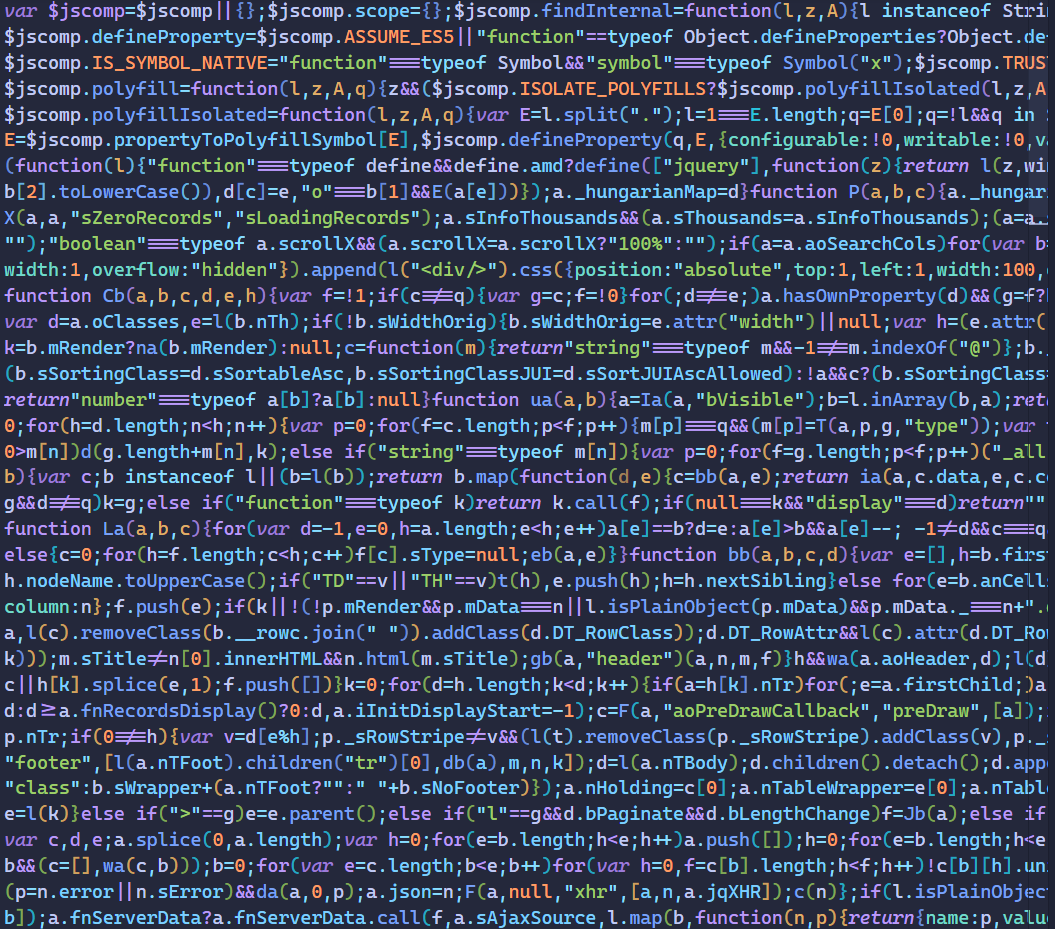 var $jscomp=$jscomp||{};$jscomp.scope={};$jscomp.findInternal=function(l,z,A){l instanceof Strin
$jscomp.defineProperty=$jscomp.ASSUME_ES5||"function"==typeof Object.defineProperties?Object.de
$jscomp.IS_SYMBOL_NATIVE="function"===typeof Symbol&&"symbol"===typeof Symbol("x");$jscomp.TRUS
$jscomp.polyfill=function(l,z,A,q){z&&($jscomp.ISOLATE_POLYFILLS?$jscomp.polyfillIsolated(l,z,A
$jscomp.polyfillIsolated=function(l,z,A,q){var E=l.split(".");l=1===E.length;q=E[0];q=!l&&q in
E=$jscomp.propertyToPolyfillSymbol[E],$jscomp.defineProperty(q,E,{configurable:!0,writable:!0,va
(function(l){"function"===typeof define&&define.amd?define(["jquery"],function(z){return l(z,win
b[2].toLowerCase()),d[c]=e,"o"===b[1]&&E(a[e]))});a._hungarianMap=d}function P(a,b,c){a._hungar
X(a,a,"sZeroRecords","sLoadingRecords");a.sInfoThousands&&(a.sThousands=a.sInfoThousands);(a=a.
"");"boolean"===typeof a.scrollX&&(a.scrollX=a.scrollX?"100%":"");if(a=a.aoSearchCols)for(var b=
width:1,overflow:"hidden"}).append(l("<div/>").css({position:"absolute",top:1,left:1,width:100,
function Cb(a,b,c,d,e,h){var f=!1;if(c!==q){var g=c;f=!0}for(;d!==e;)a.hasOwnProperty(d)&&(g=f?
var d=a.oClasses,e=l(b.nTh);if(!b.sWidthOrig){b.sWidthOrig=e.attr("width")||null;var h=(e.attr(
k=b.mRender?na(b.mRender):null;c=function(m){return"string"===typeof m&&-1!==m.indexOf("@")};b.
(b.sSortingClass=d.sSortableAsc,b.sSortingClassJUI=d.sSortJUIAscAllowed):!a&&c?(b.sSortingClass=
return"number"===typeof a[b]?a[b]:null}function ua(a,b){a=Ia(a,"bVisible");b=l.inArray(b,a);retu
0;for(h=d.length;n<h;n++){var p=0;for(f=c.length;p<f;p++){m[p]===q&&(m[p]=T(a,p,g,"type"));var
0>m[n])d(g.length+m[n],k);else if("string"===typeof m[n]){var p=0;for(f=g.length;p<f;p++)("_all
b){var c;b instanceof l||(b=l(b));return b.map(function(d,e){c=bb(a,e);return ia(a,c.data,e,c.ce
g&&d!==q)k=g;else if("function"===typeof k)return k.call(f);if(null===k&&"display"===d)return""
function La(a,b,c){for(var d=-1,e=0,h=a.length;e<h;e++)a[e]==b?d=e:a[e]>b&&a[e]--; -1!=d&&c===q
else{c=0;for(h=f.length;c<h;c++)f[c].sType=null;eb(a,e)}}function bb(a,b,c,d){var e=[],h=b.firs
h.nodeName.toUpperCase();if("TD"==v||"TH"==v)t(h),e.push(h);h=h.nextSibling}else for(e=b.anCell
column:n};f.push(e);if(k||!(!p.mRender&&p.mData===n||l.isPlainObject(p.mData)&&p.mData._===n+".
a,l(c).removeClass(b.__rowc.join(" ")).addClass(d.DT_RowClass));d.DT_RowAttr&&l(c).attr(d.DT_Row
k)));m.sTitle!=n[0].innerHTML&&n.html(m.sTitle);gb(a,"header")(a,n,m,f)}h&&wa(a.aoHeader,d);l(d
c||h[k].splice(e,1);f.push([])}k=0;for(d=h.length;k<d;k++){if(a=h[k].nTr)for(;e=a.firstChild;)a
d:d>=a.fnRecordsDisplay()?0:d,a.iInitDisplayStart=-1);c=F(a,"aoPreDrawCallback","preDraw",[a]);
p.nTr;if(0!==h){var v=d[e%h];p._sRowStripe!=v&&(l(t).removeClass(p._sRowStripe).addClass(v),p._s
"footer",[l(a.nTFoot).children("tr")[0],db(a),m,n,k]);d=l(a.nTBody);d.children().detach();d.appe
"class":b.sWrapper+(a.nTFoot?"":" "+b.sNoFooter)});a.nHolding=c[0];a.nTableWrapper=e[0];a.nTabl
e=l(k)}else if(">"==g)e=e.parent();else if("l"==g&&d.bPaginate&&d.bLengthChange)f=Jb(a);else if
var c,d,e;a.splice(0,a.length);var h=0;for(e=b.length;h<e;h++)a.push([]);h=0;for(e=b.length;h<e
b&&(c=[],wa(c,b)));b=0;for(var e=c.length;b<e;b++)for(var h=0,f=c[b].length;h<f;h++)!c[b][h].un
(p=n.error||n.sError)&&da(a,0,p);a.json=n;F(a,null,"xhr",[a,n,a.jqXHR]);c(n)};if(l.isPlainObjec
b]);a.fnServerData?a.fnServerData.call(f,a.sAjaxSource,l.map(b,function(n,p){return{name:p,valu